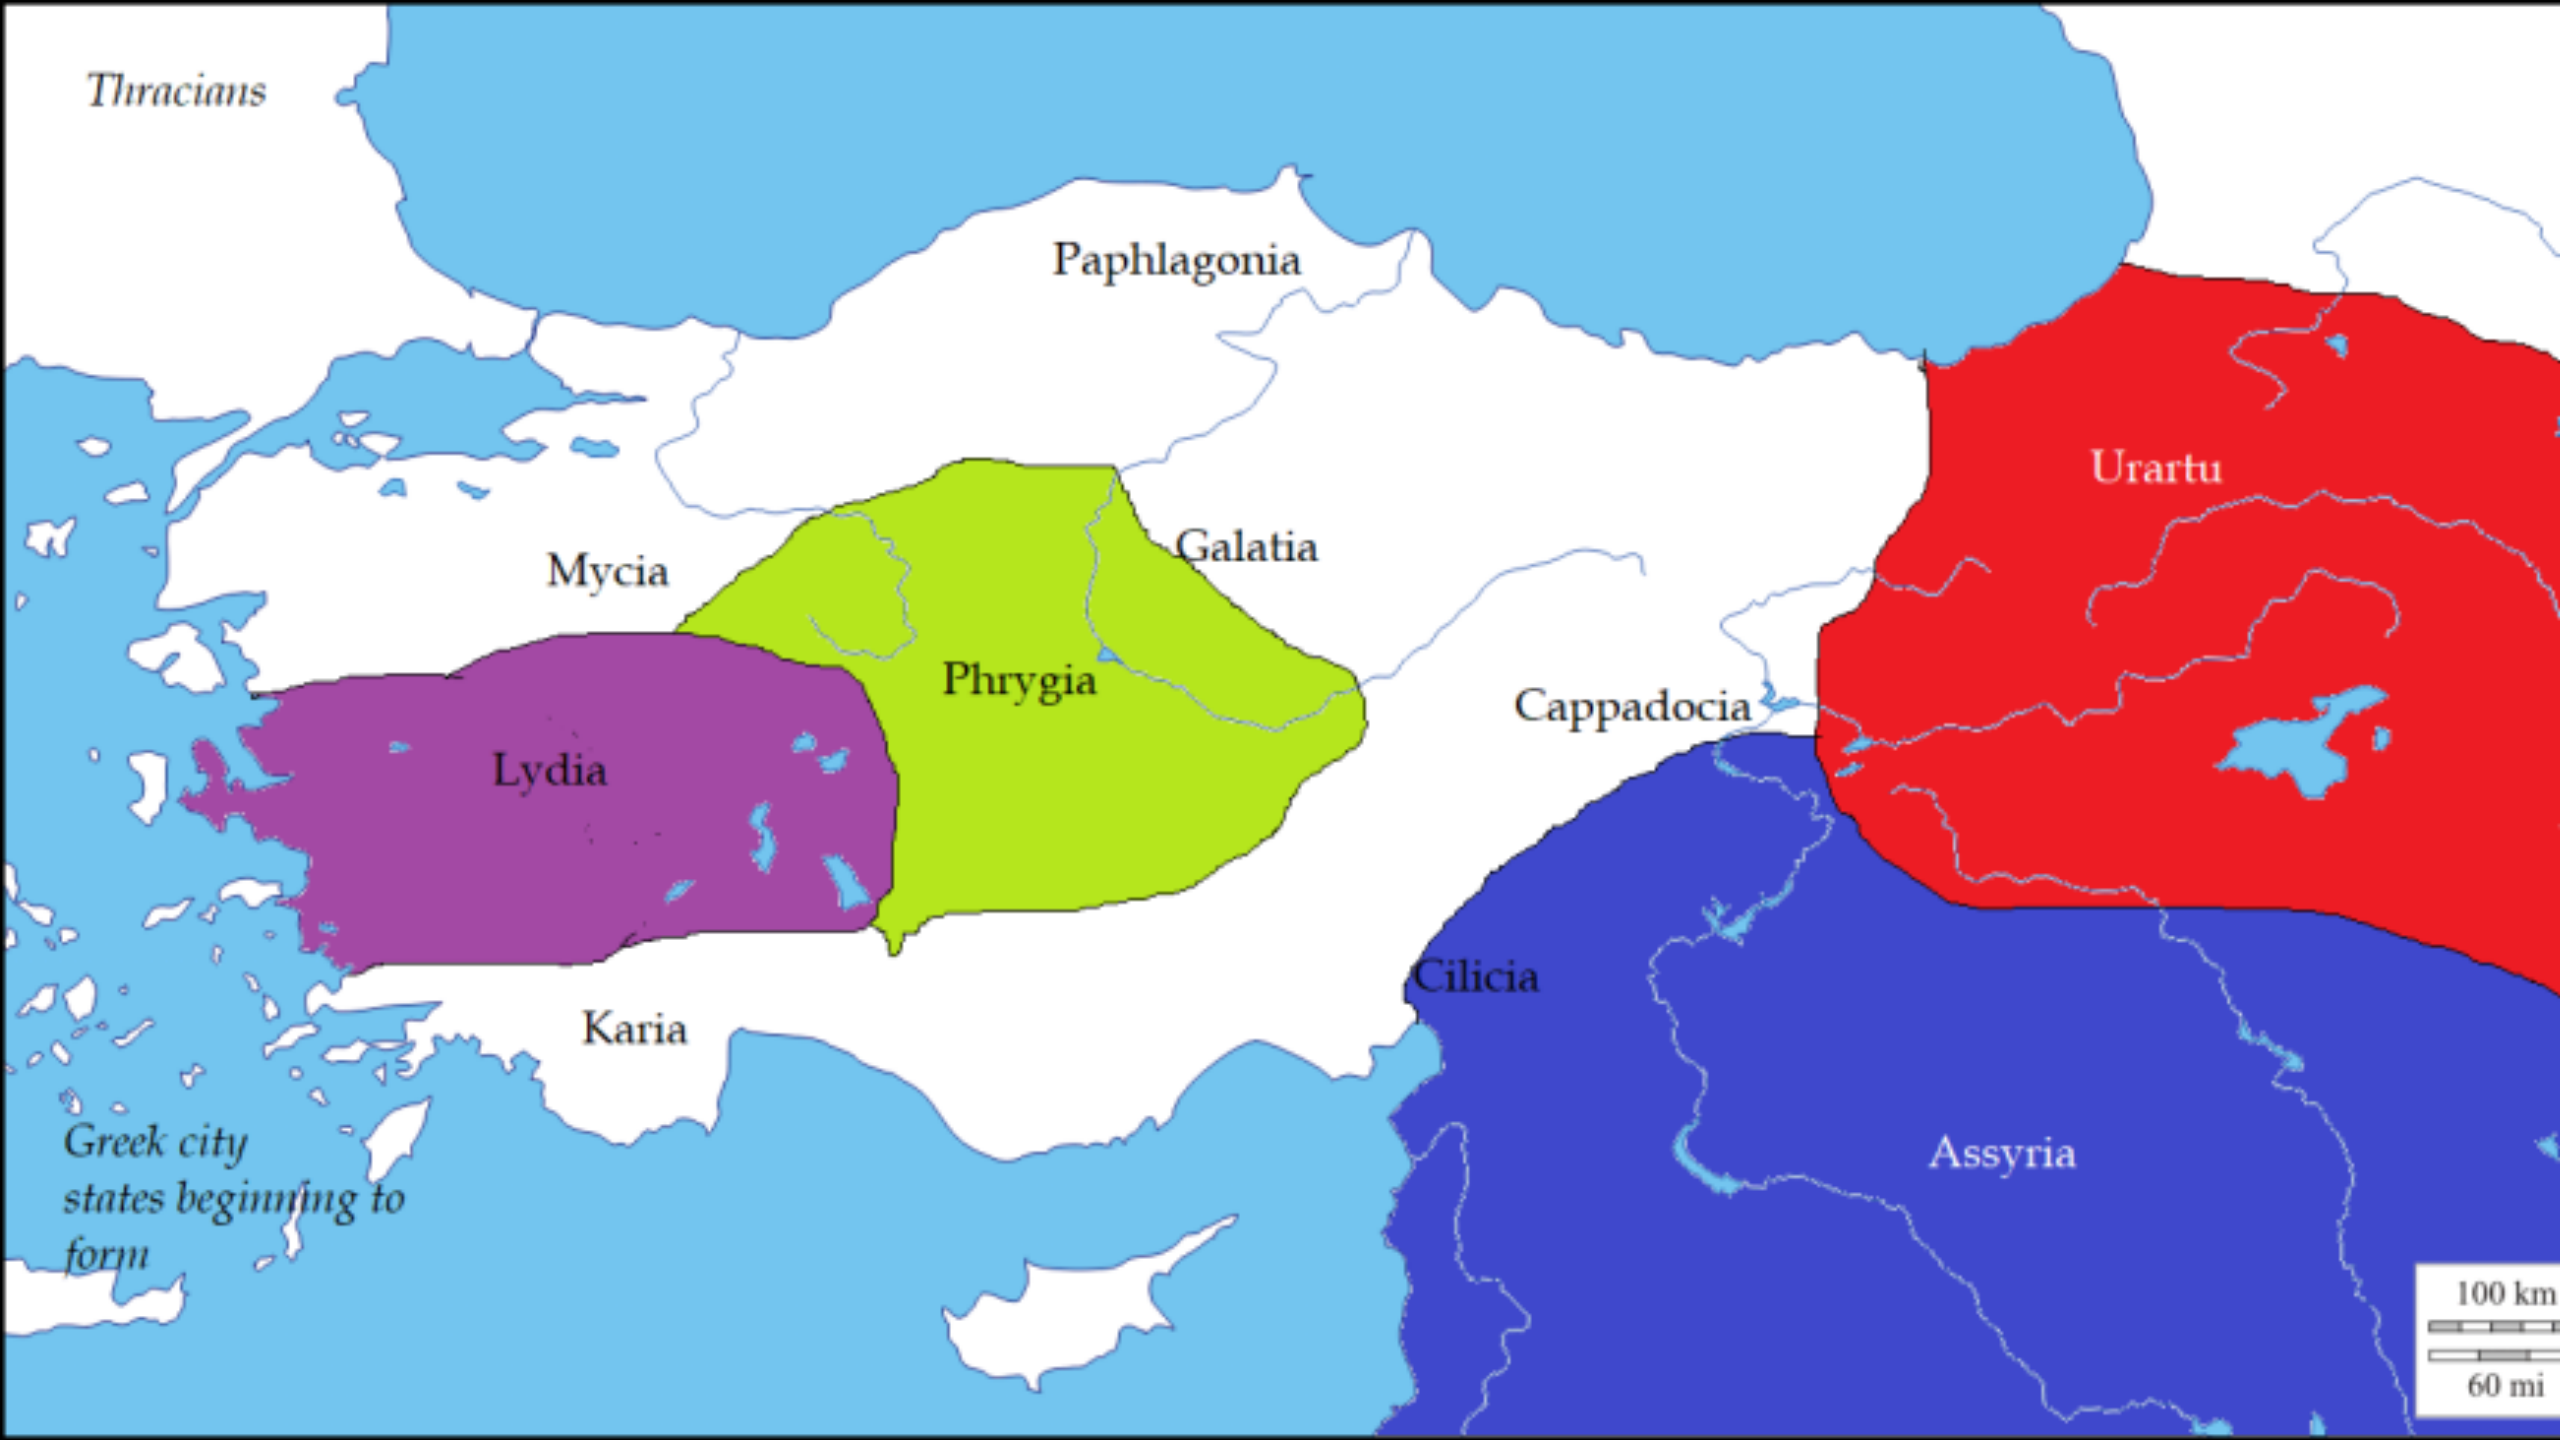 Thracians
Paphlagonia
Urartu
Galatia
Mycia
Phrygia
Cappadocia
Lydia
Cilicia
Karia
Greek city
states beginning to
form
Assyria
100 km
60 mi